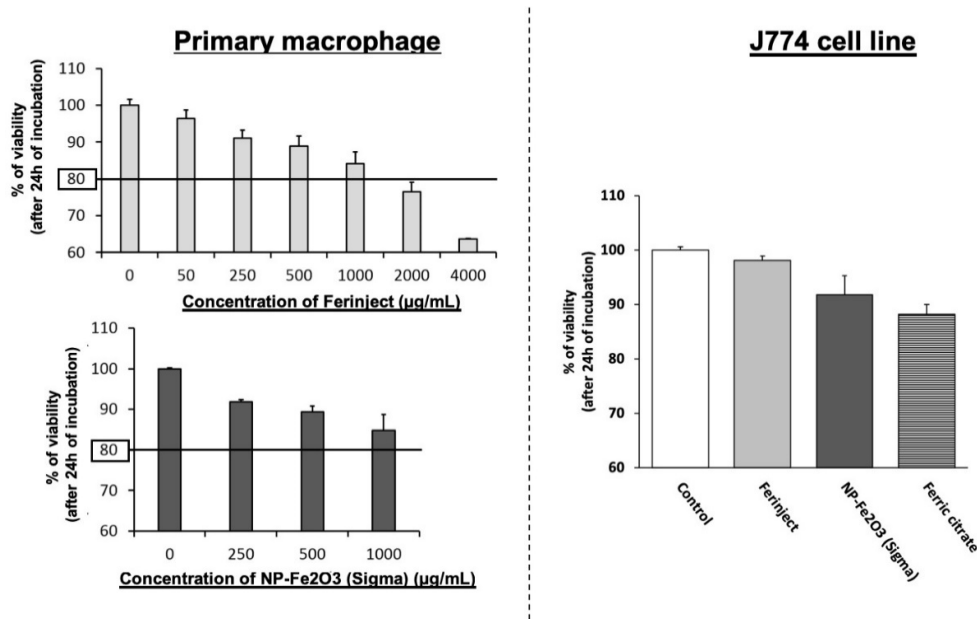 Primary macrophage
110
100
90
80
70
60
% of viability
(after 24h of incubation)
0 50 250 500 1000 2000 4000
Concentration of Ferinject (µg/mL)
110
100
90
80
70
60
% of viability
(after 24h of incubation)
0 250 500 1000
Concentration of NP-Fe2O3 (Sigma) (µg/mL)
J774 cell line
110
100
90
80
70
60
% of viability
(after 24h of incubation)
Control
Ferinject
NP-Fe2O3 (Sigma)
Ferric citrate